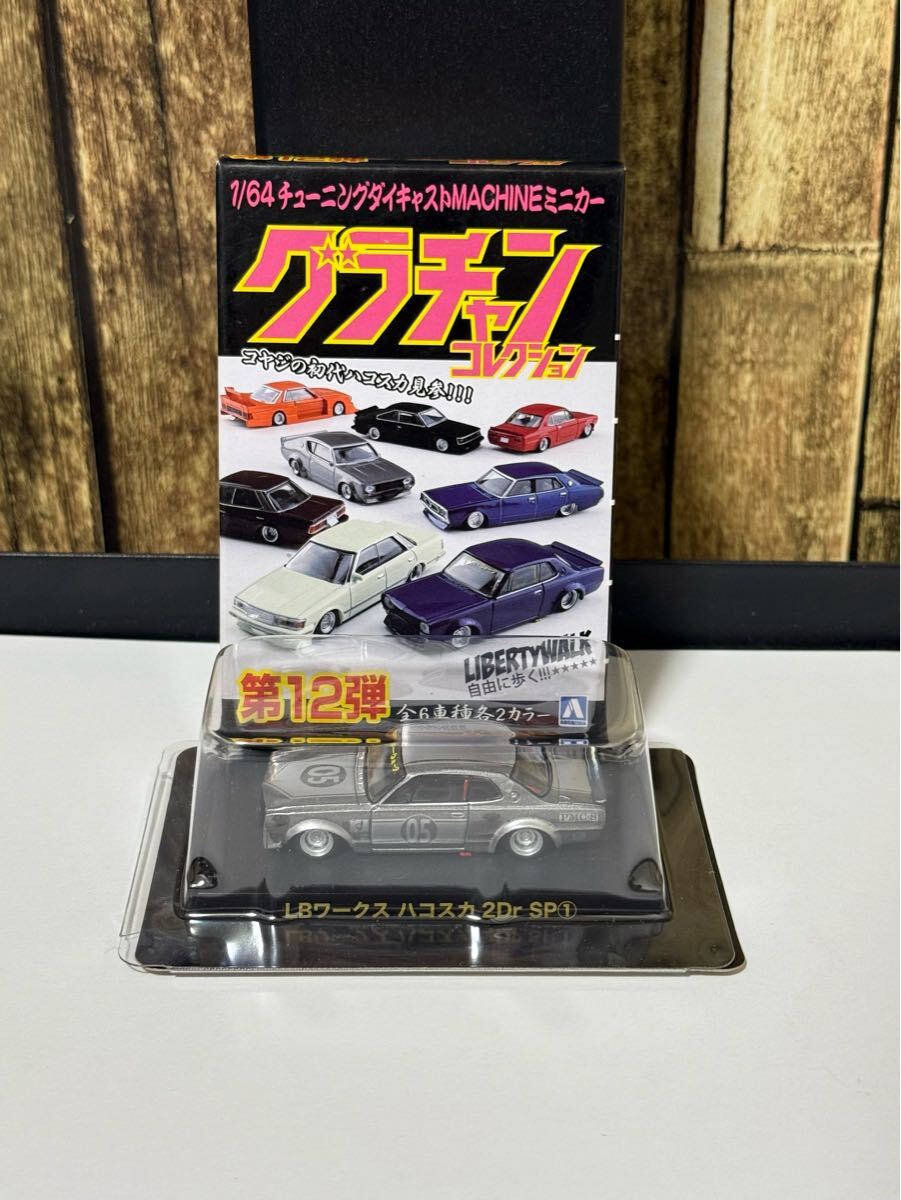 1/64 チューニングダイキャストMACHINEミニカー
グラチャン
コレクション
コヤジの初代ハコスカ見参!!!
LIBERTYWALK
自由に歩く!!!★★★★★
第12弾
全6車種各2カラー
05
05
LBワークス ハコスカ 2Dr SP①